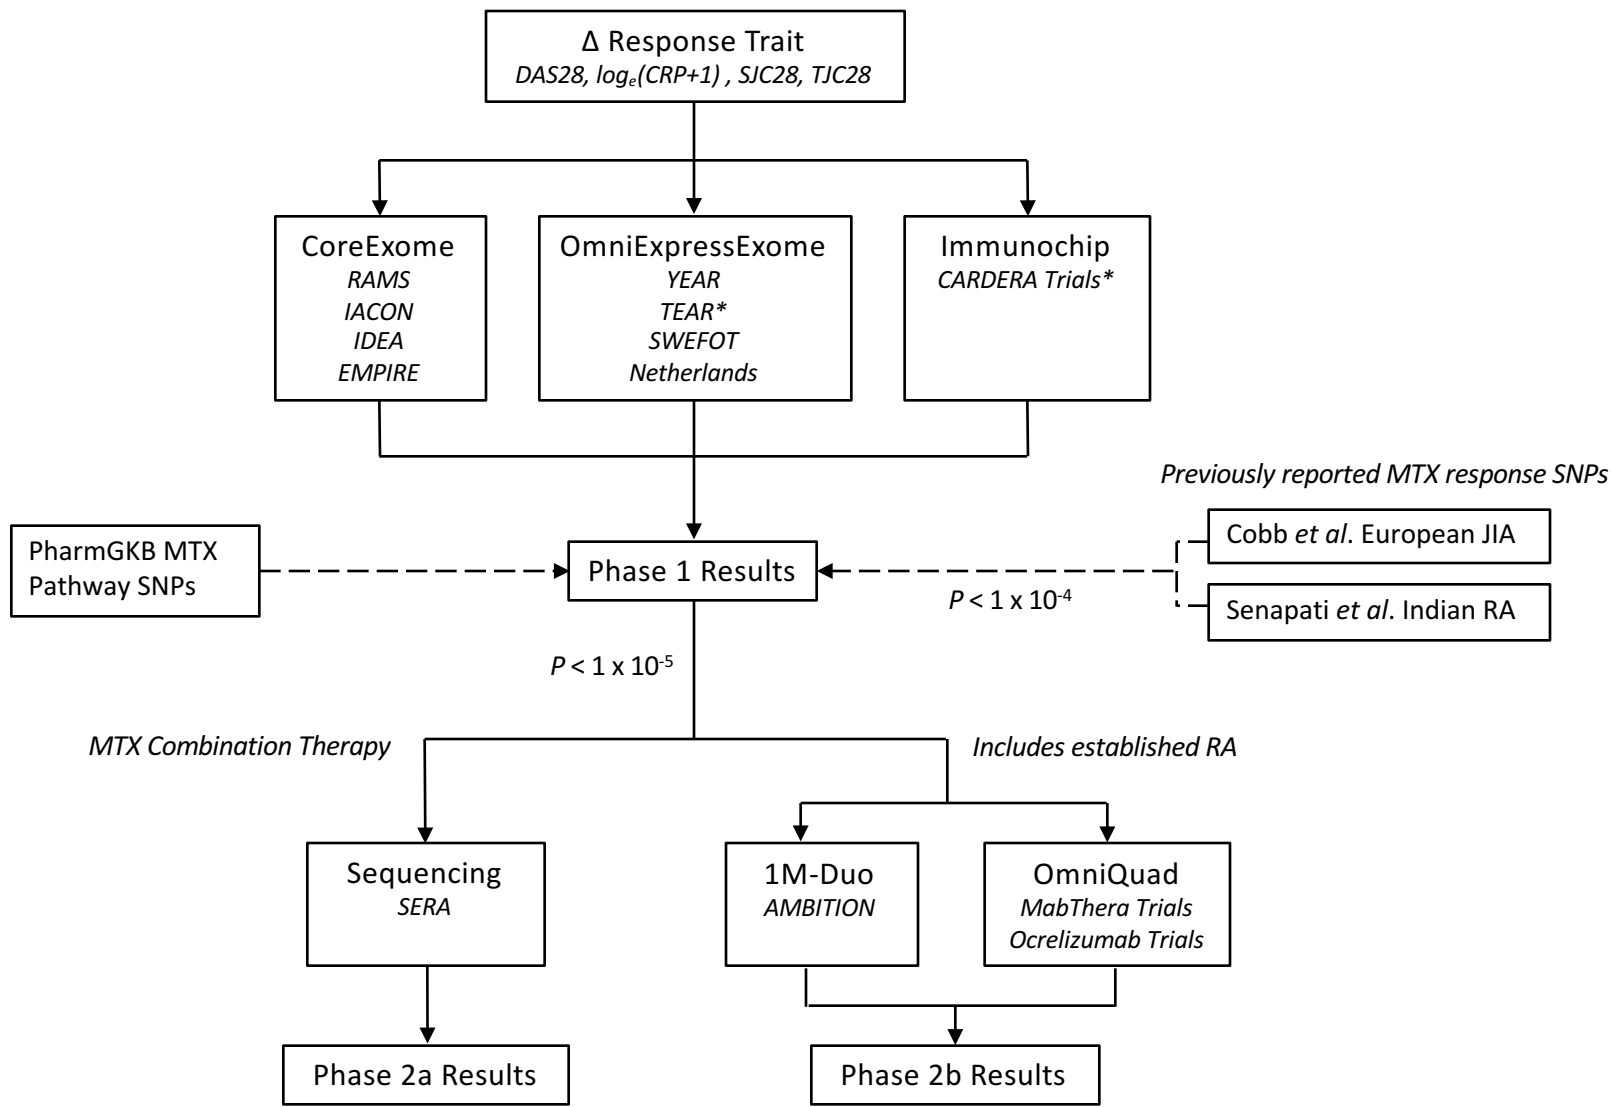 Δ Response Trait
DAS28, logₑ(CRP+1) , SJC28, TJC28
CoreExome
RAMS
IACON
IDEA
EMPIRE
OmniExpressExome
YEAR
TEAR*
SWEFOT
Netherlands
Immunochip
CARDERA Trials*
Previously reported MTX response SNPs
PharmGKB MTX
Pathway SNPs
Phase 1 Results
Cobb et al. European JIA
Senapati et al. Indian RA
P < 1 x 10⁻⁴
P < 1 x 10⁻⁵
MTX Combination Therapy
Includes established RA
Sequencing
SERA
1M-Duo
AMBITION
OmniQuad
MabThera Trials
Ocrelizumab Trials
Phase 2a Results
Phase 2b Results